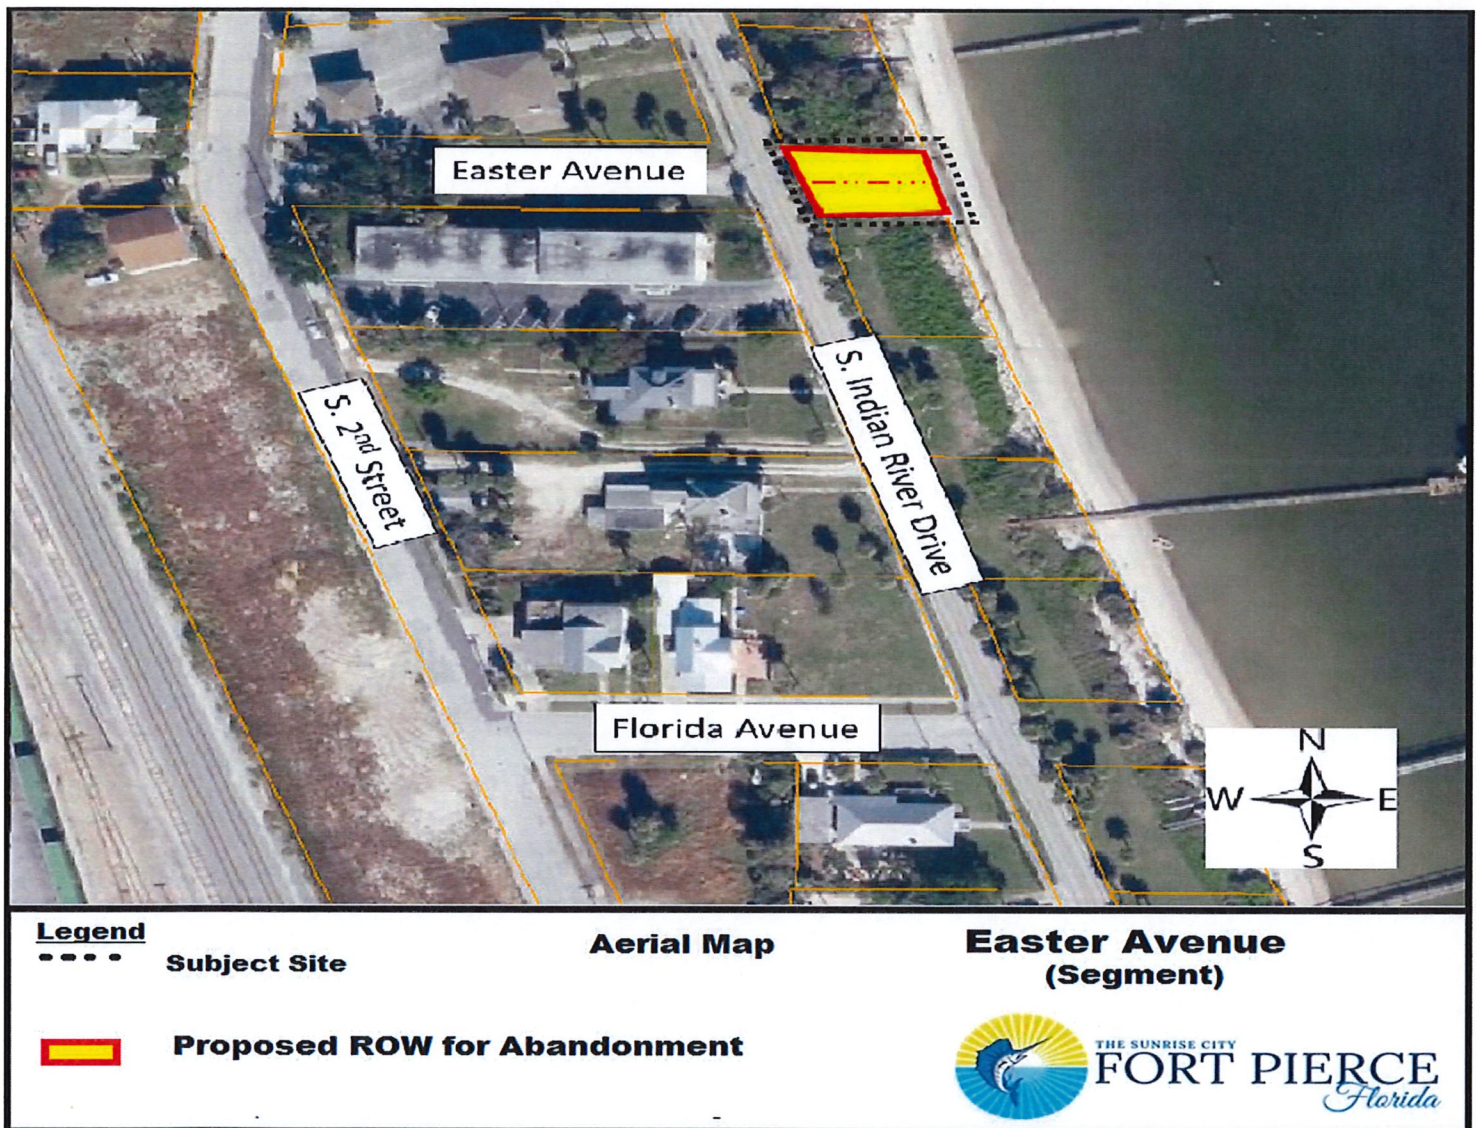 Easter Avenue
S. Indian River Drive
S. 2nd Street
Florida Avenue
N
W E
S
Legend
Subject Site
Aerial Map
Easter Avenue
(Segment)
Proposed ROW for Abandonment
THE SUNRISE CITY
FORT PIERCE
Florida